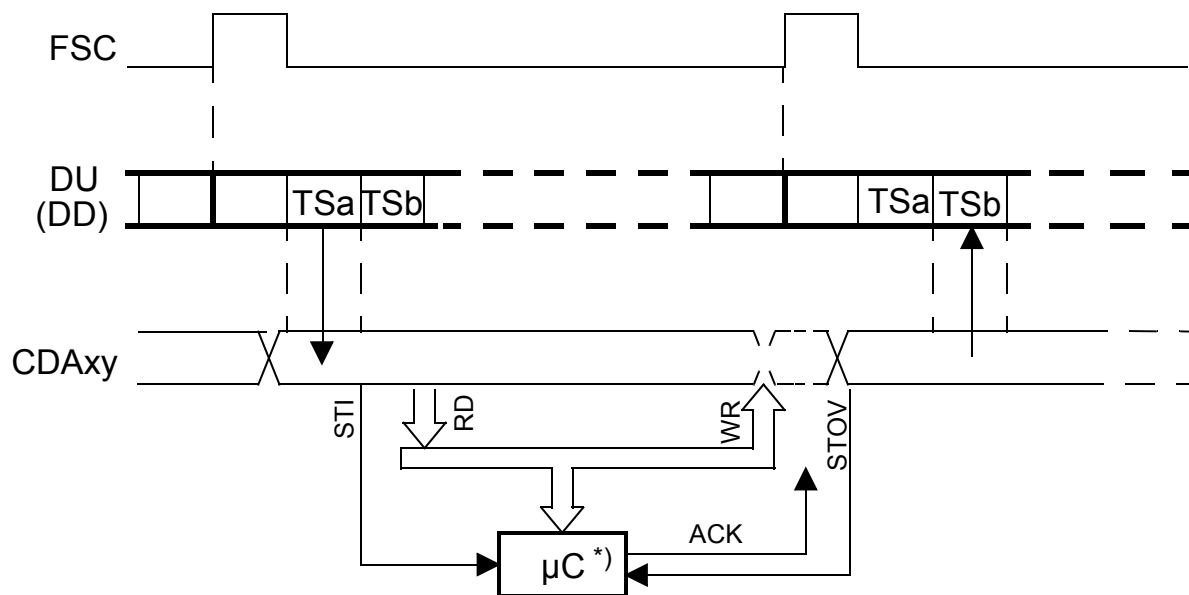 FSC
DU
(DD)
TSa TSb
TSa TSb
CDAxy
STI
RD
WR
STOV
ACK
µC *)